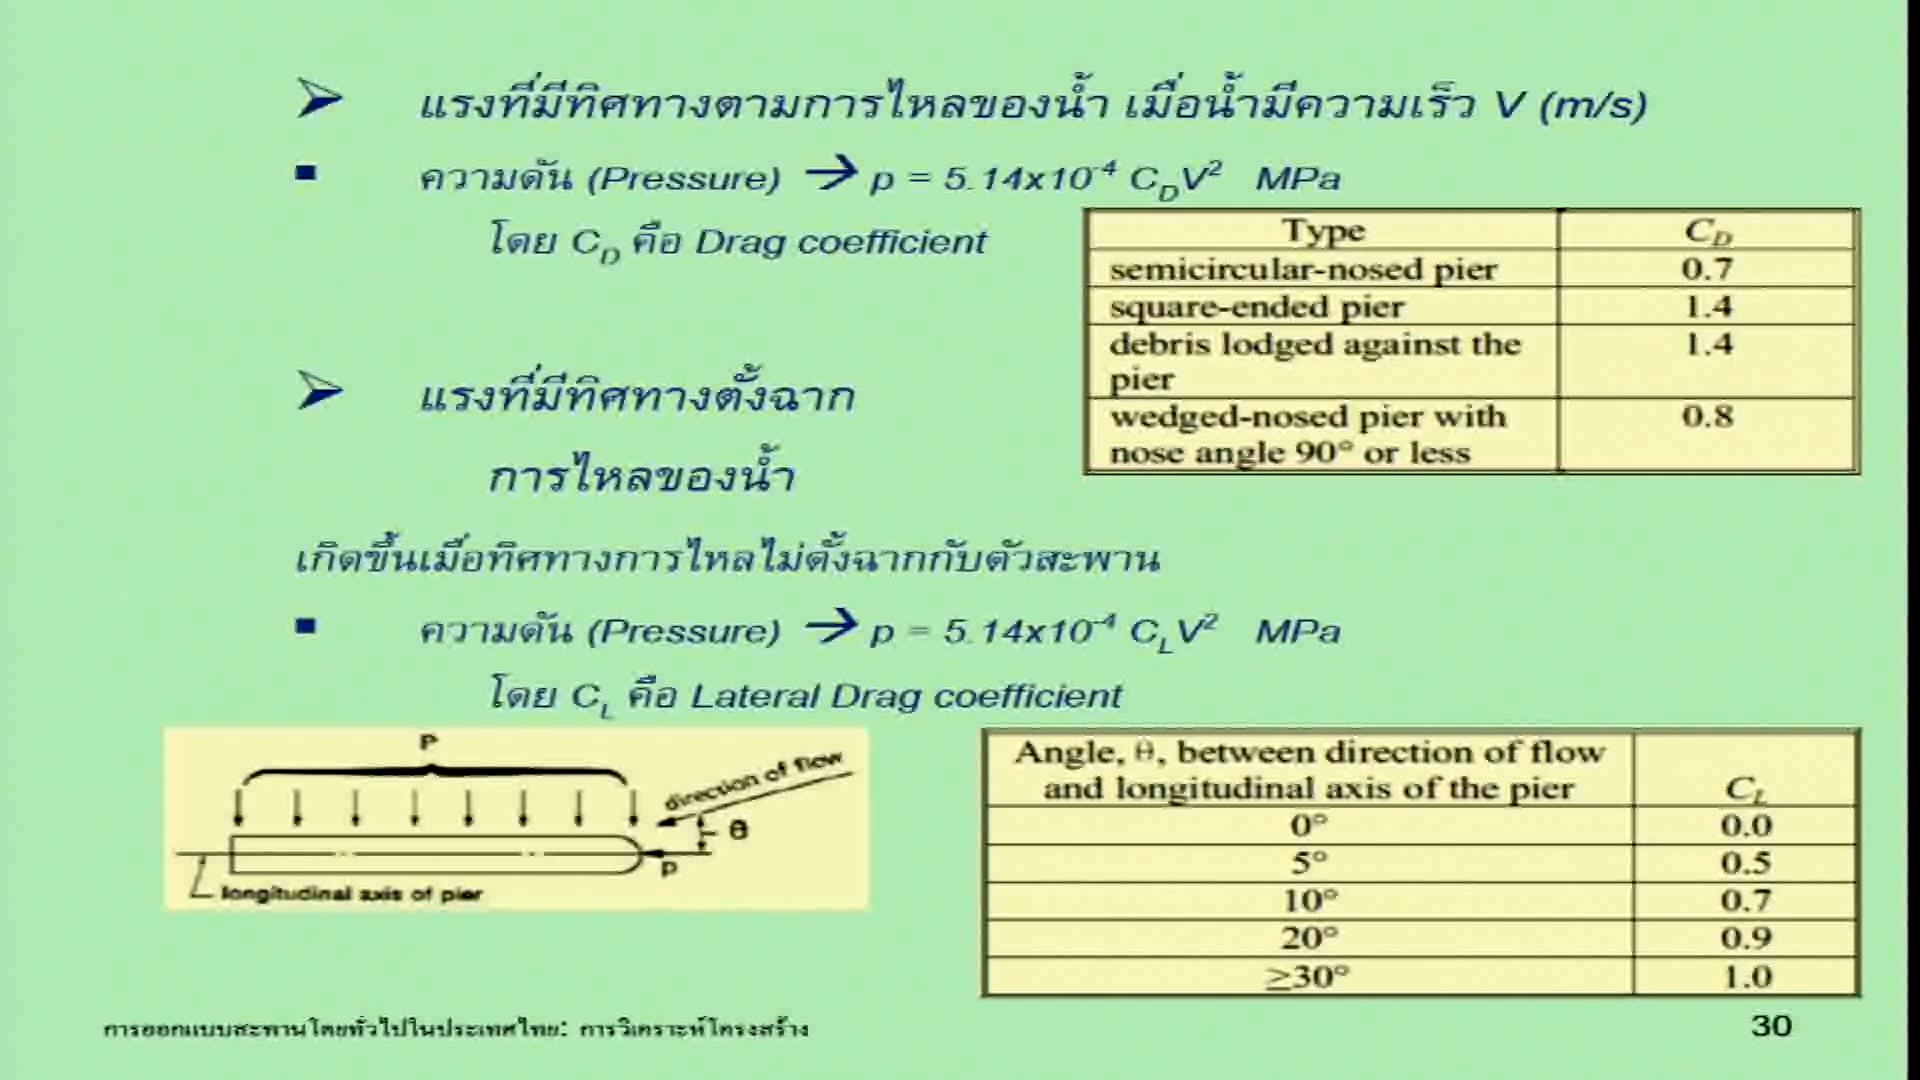 แรงที่มีทิศทางตามการไหลของน้ำ เมื่อน้ำมีความเร็ว V (m/s)
ความดัน (Pressure) → p = 5.14x10⁻⁴ C_D V² MPa
โดย C_D คือ Drag coefficient
Type C_D
semicircular-nosed pier 0.7
square-ended pier 1.4
debris lodged against the 1.4
pier
wedged-nosed pier with 0.8
nose angle 90° or less
แรงที่มีทิศทางตั้งฉาก
การไหลของน้ำ
เกิดขึ้นเมื่อทิศทางการไหลไม่ตั้งฉากกับตัวสะพาน
ความดัน (Pressure) → p = 5.14x10⁻⁴ C_L V² MPa
โดย C_L คือ Lateral Drag coefficient
P
direction of flow
θ
p
longitudinal axis of pier
Angle, θ, between direction of flow
and longitudinal axis of the pier C_L
0° 0.0
5° 0.5
10° 0.7
20° 0.9
≥30° 1.0
การออกแบบสะพานโดยทั่วไปในประเทศไทย: การวิเคราะห์โครงสร้าง
30